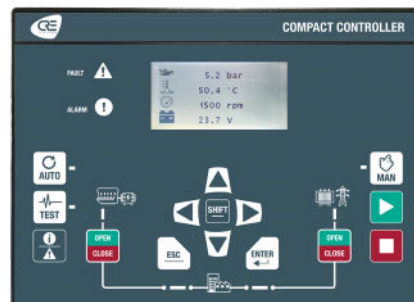 CRE
COMPACT CONTROLLER
FAULT
ALARM
5.2 bar
50.4 °C
1500 rpm
23.7 V
AUTO
MAN
TEST
SHIFT
OPEN
CLOSE
ESC
ENTER
OPEN
CLOSE